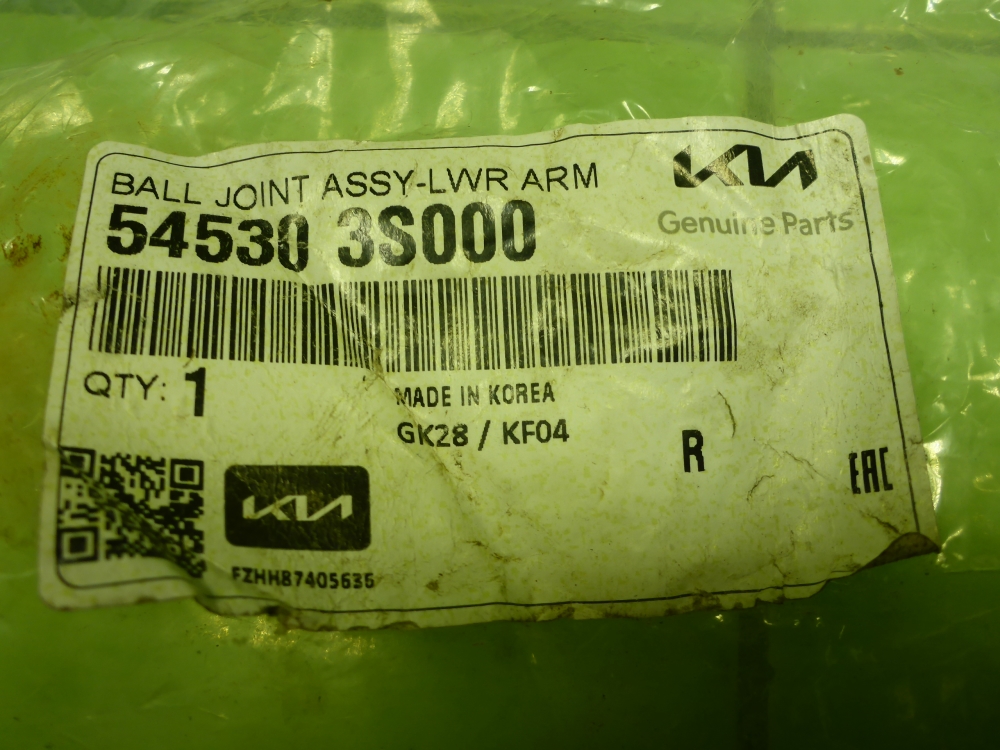 BALL JOINT ASSY-LWR ARM
KIA
54530 3S000
Genuine Parts
QTY: 1
MADE IN KOREA
GK28 / KF04
R
EAC
KIA
FZHH87405636